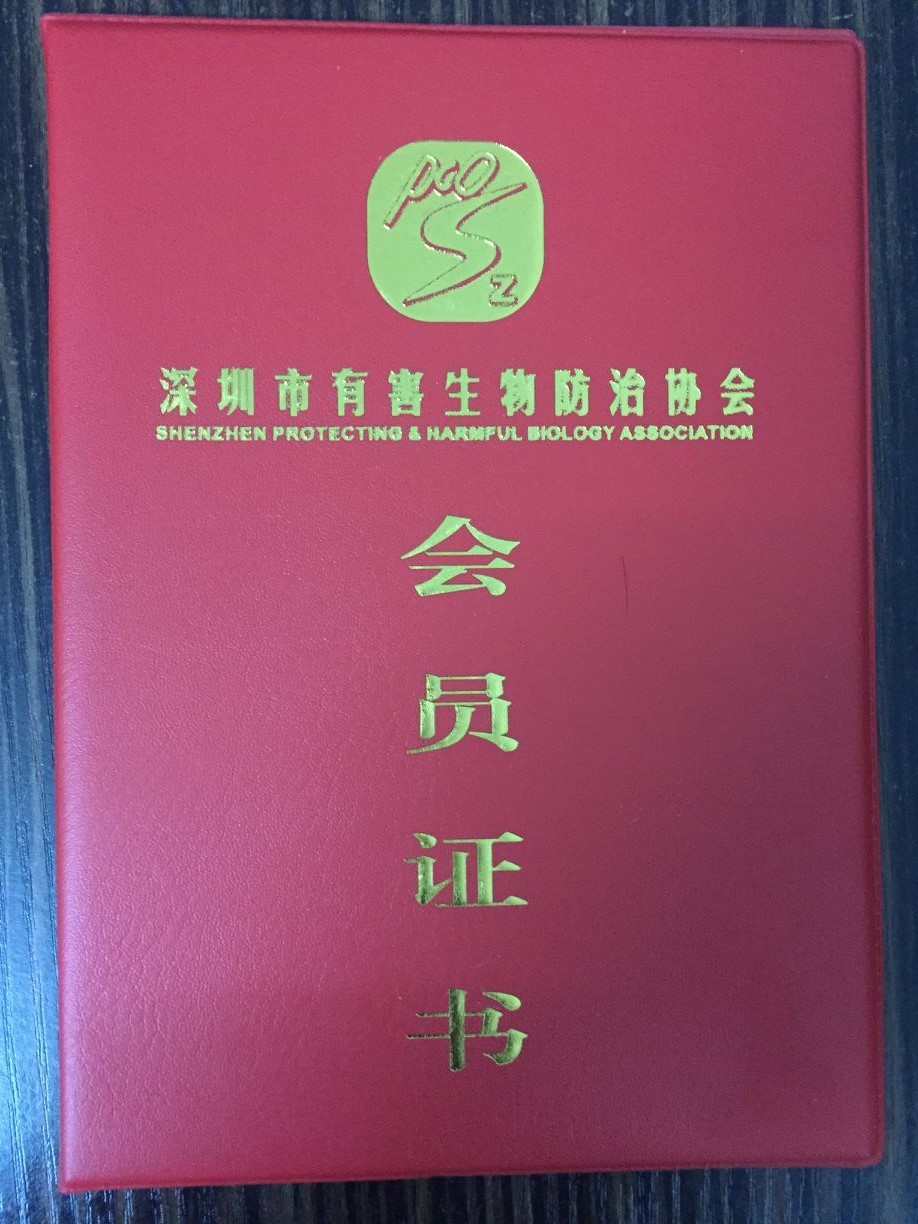 PCO
S
Z
深圳市有害生物防治协会
SHENZHEN PROTECTING & HARMFUL BIOLOGY ASSOCIATION
会
员
证
书